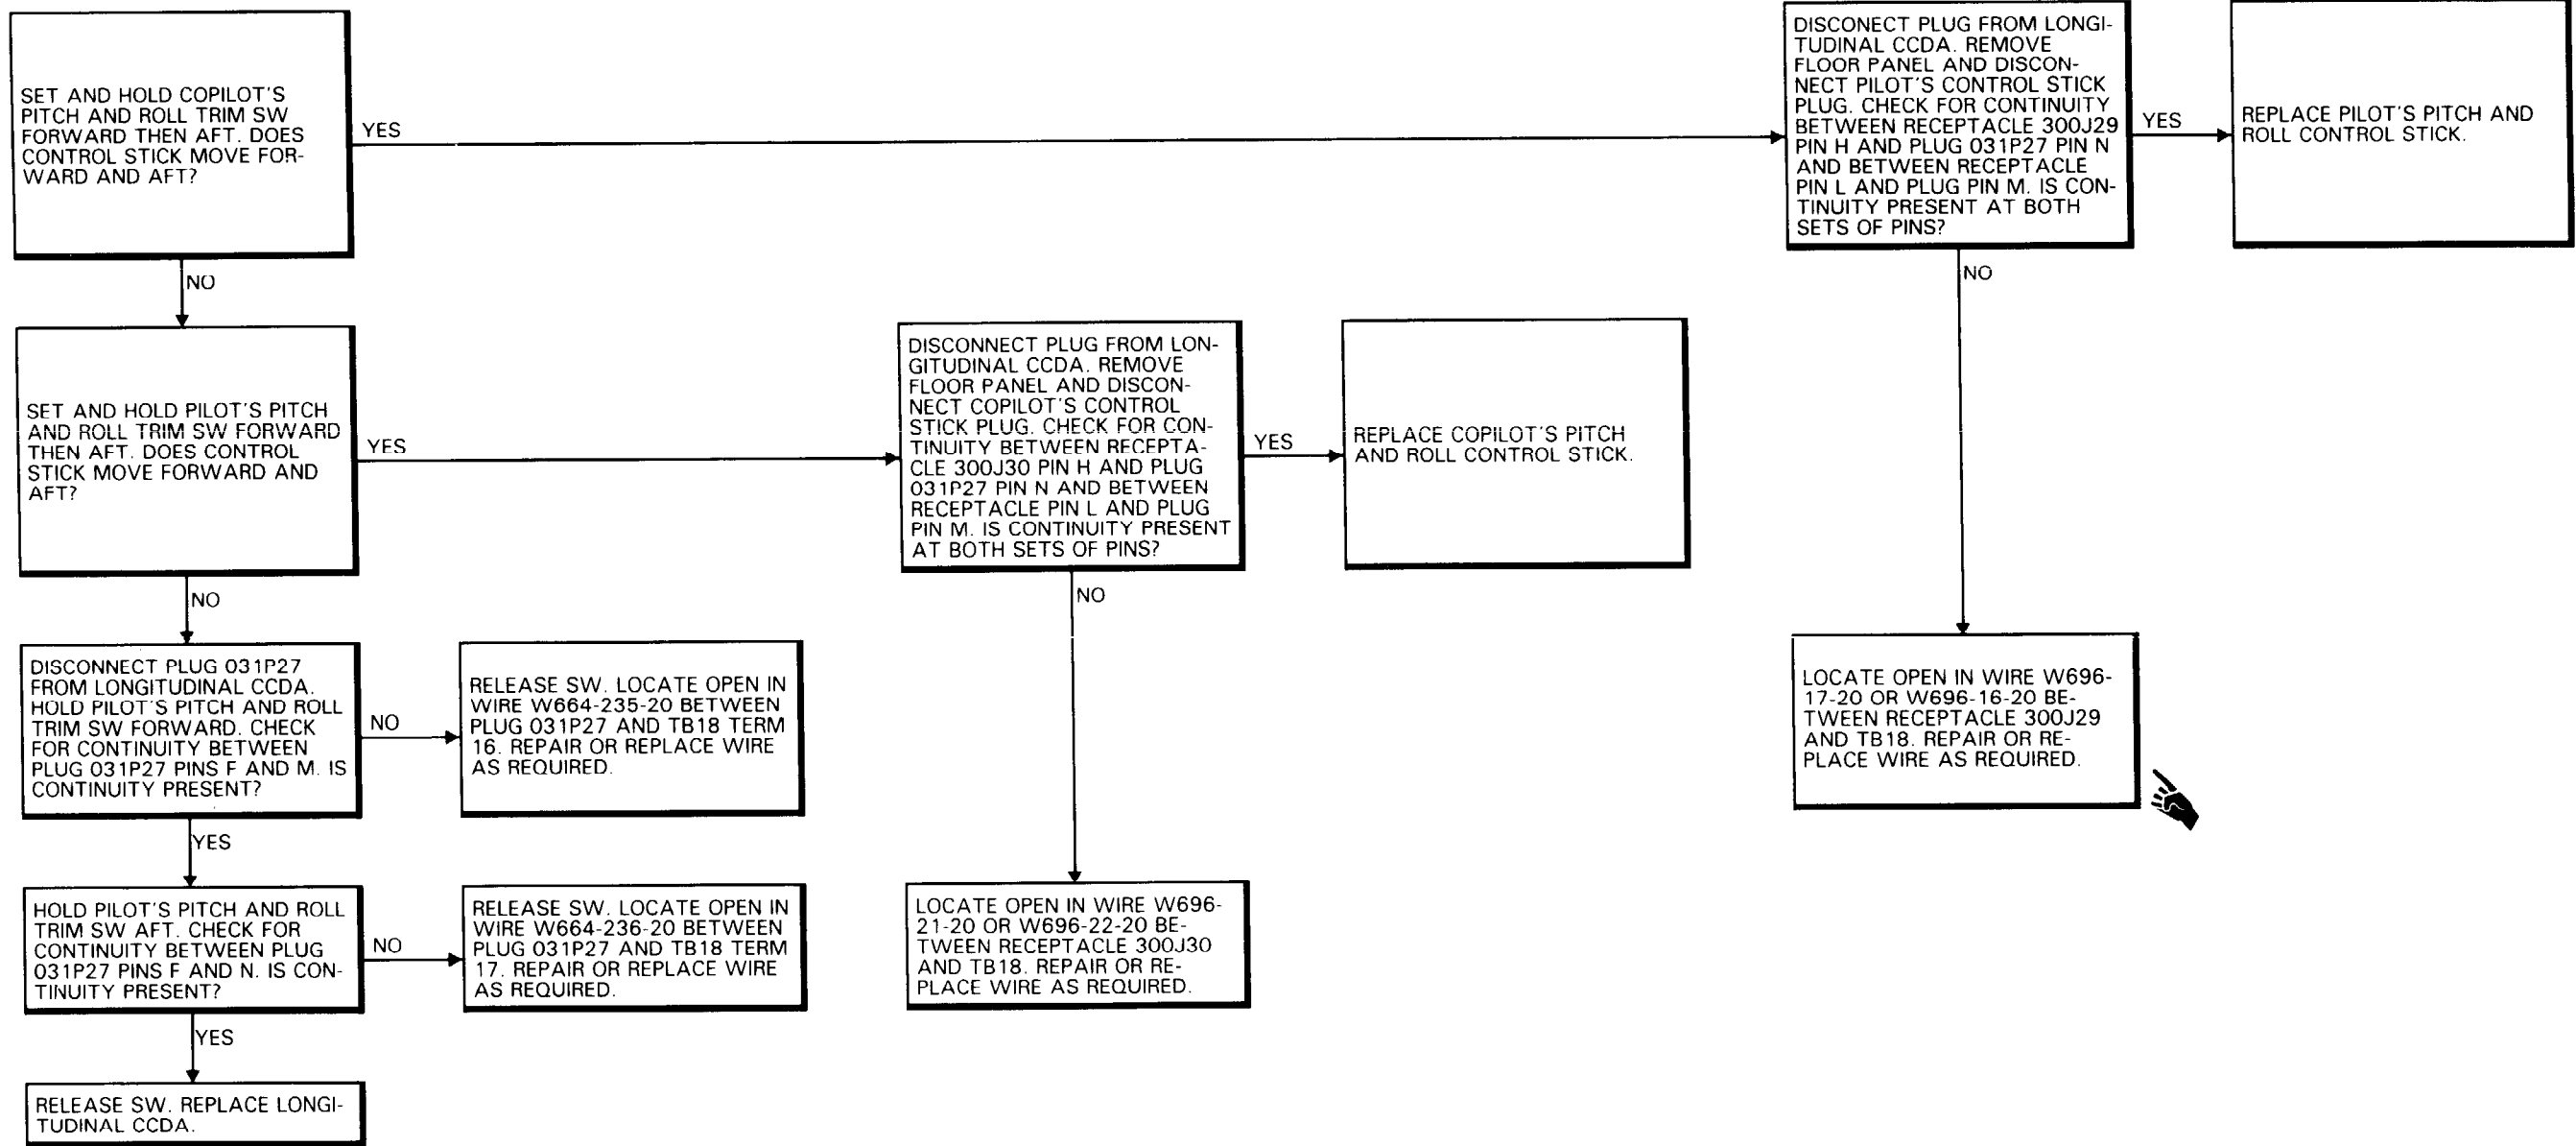 SET AND HOLD COPILOT'S
PITCH AND ROLL TRIM SW
FORWARD THEN AFT. DOES
CONTROL STICK MOVE FOR-
WARD AND AFT?
YES
DISCONECT PLUG FROM LONGI-
TUDINAL CCDA. REMOVE
FLOOR PANEL AND DISCON-
NECT PILOT'S CONTROL STICK
PLUG. CHECK FOR CONTINUITY
BETWEEN RECEPTACLE 300J29
PIN H AND PLUG 031P27 PIN N
AND BETWEEN RECEPTACLE
PIN L AND PLUG PIN M. IS CON-
TINUITY PRESENT AT BOTH
SETS OF PINS?
YES
REPLACE PILOT'S PITCH AND
ROLL CONTROL STICK.
NO
NO
SET AND HOLD PILOT'S PITCH
AND ROLL TRIM SW FORWARD
THEN AFT. DOES CONTROL
STICK MOVE FORWARD AND
AFT?
YES
DISCONNECT PLUG FROM LON-
GITUDINAL CCDA. REMOVE
FLOOR PANEL AND DISCON-
NECT COPILOT'S CONTROL
STICK PLUG. CHECK FOR CON-
TINUITY BETWEEN RECEPTA-
CLE 300J30 PIN H AND PLUG
031P27 PIN N AND BETWEEN
RECEPTACLE PIN L AND PLUG
PIN M. IS CONTINUITY PRESENT
AT BOTH SETS OF PINS?
YES
REPLACE COPILOT'S PITCH
AND ROLL CONTROL STICK.
NO
NO
DISCONNECT PLUG 031P27
FROM LONGITUDINAL CCDA.
HOLD PILOT'S PITCH AND ROLL
TRIM SW FORWARD. CHECK
FOR CONTINUITY BETWEEN
PLUG 031P27 PINS F AND M. IS
CONTINUITY PRESENT?
NO
RELEASE SW. LOCATE OPEN IN
WIRE W664-235-20 BETWEEN
PLUG 031P27 AND TB18 TERM
16. REPAIR OR REPLACE WIRE
AS REQUIRED.
LOCATE OPEN IN WIRE W696-
17-20 OR W696-16-20 BE-
TWEEN RECEPTACLE 300J29
AND TB18. REPAIR OR RE-
PLACE WIRE AS REQUIRED.
YES
HOLD PILOT'S PITCH AND ROLL
TRIM SW AFT. CHECK FOR
CONTINUITY BETWEEN PLUG
031P27 PINS F AND N. IS CON-
TINUITY PRESENT?
NO
RELEASE SW. LOCATE OPEN IN
WIRE W664-236-20 BETWEEN
PLUG 031P27 AND TB18 TERM
17. REPAIR OR REPLACE WIRE
AS REQUIRED.
LOCATE OPEN IN WIRE W696-
21-20 OR W696-22-20 BE-
TWEEN RECEPTACLE 300J30
AND TB18. REPAIR OR RE-
PLACE WIRE AS REQUIRED.
YES
RELEASE SW. REPLACE LONGI-
TUDINAL CCDA.